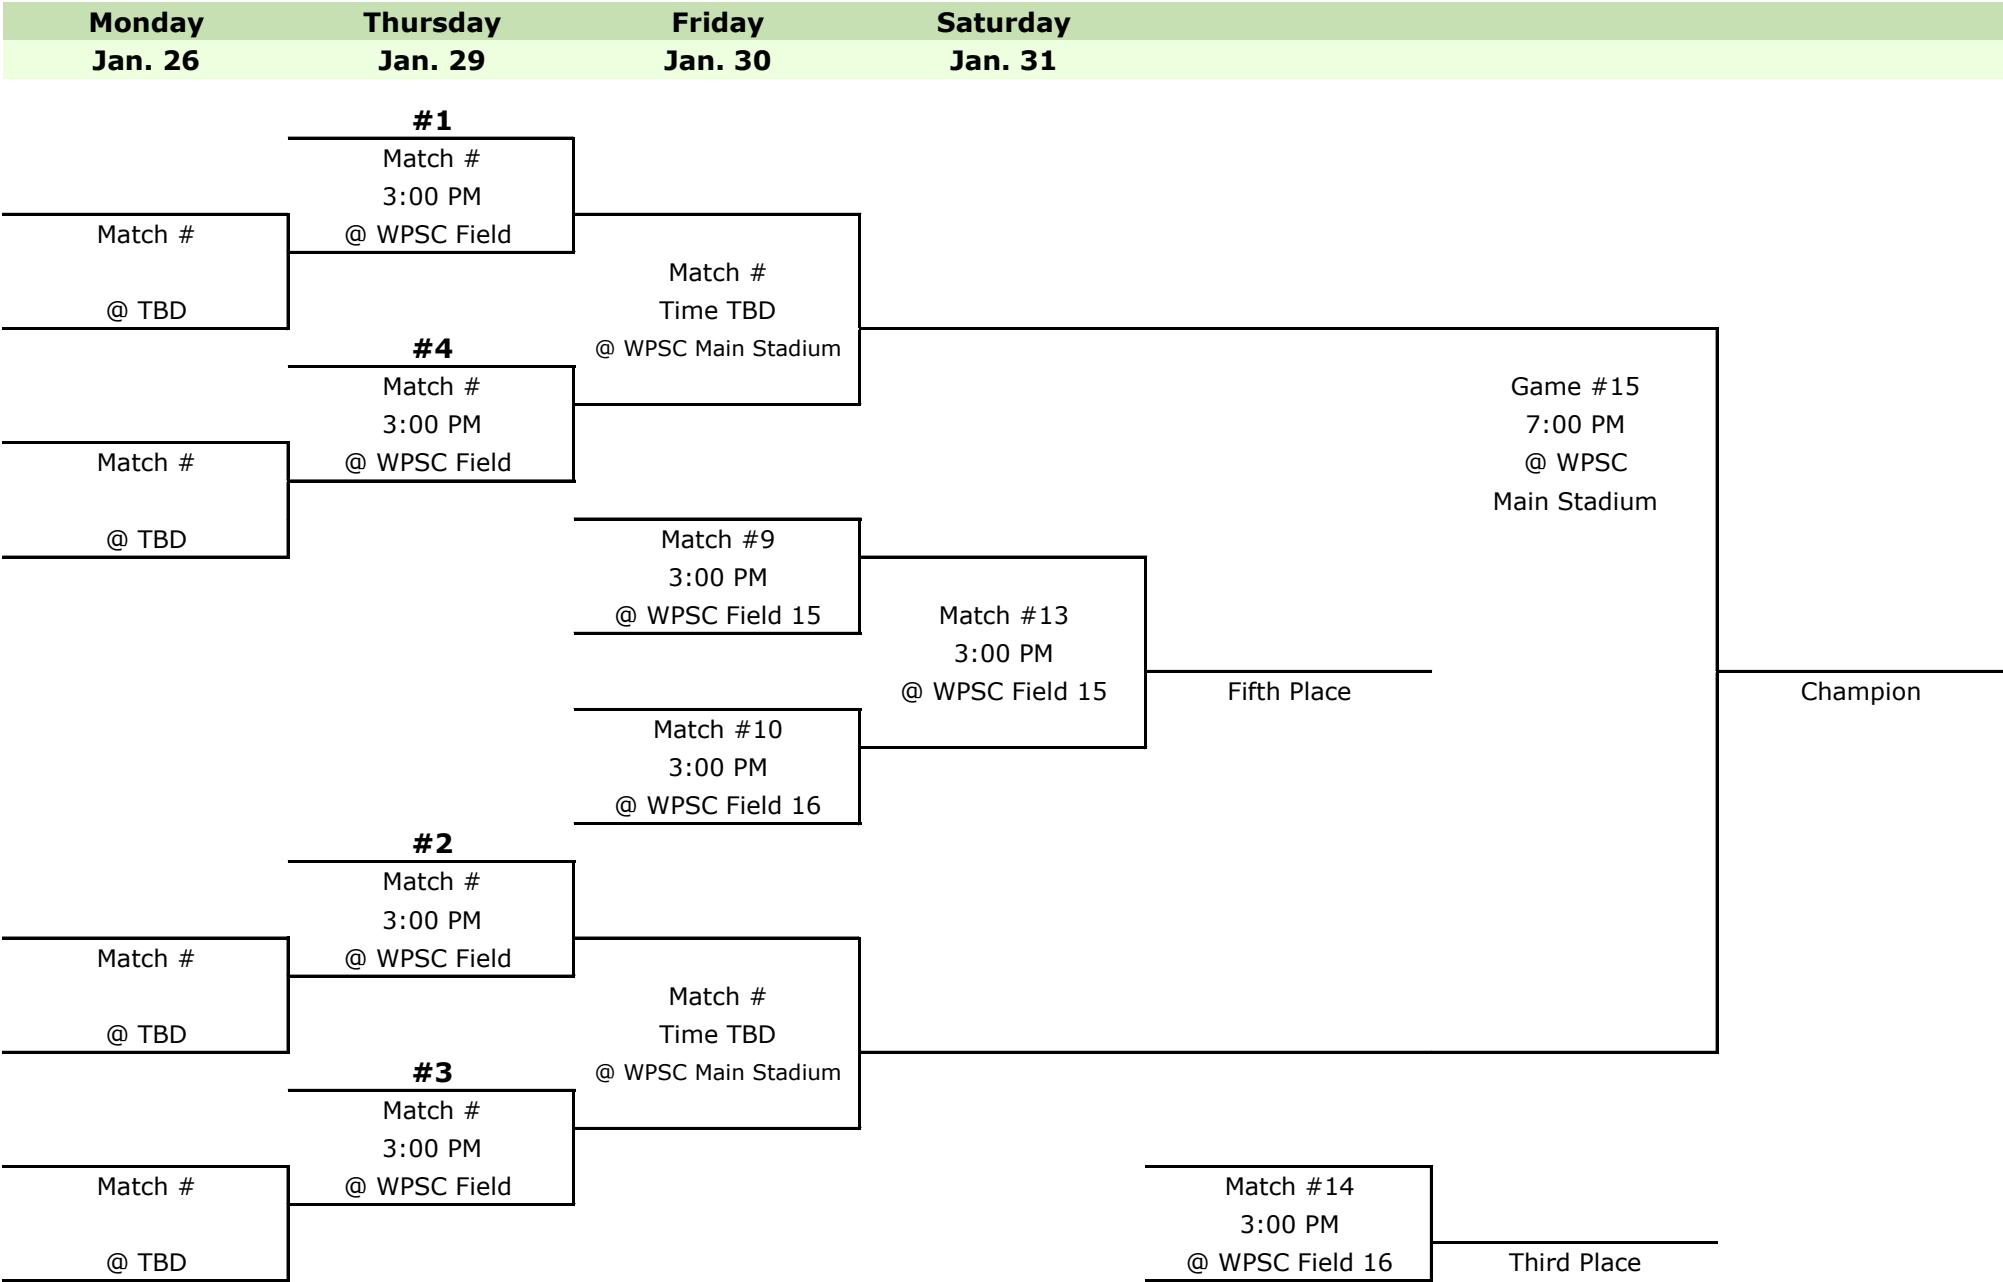 Monday Thursday Friday Saturday
Jan. 26 Jan. 29 Jan. 30 Jan. 31
#1
Match #
3:00 PM
@ WPSC Field
Match #
@ TBD
Match #
Time TBD
@ WPSC Main Stadium
#4
Match #
3:00 PM
@ WPSC Field
Match #
@ TBD
Game #15
7:00 PM
@ WPSC
Main Stadium
Match #9
3:00 PM
@ WPSC Field 15
Match #13
3:00 PM
@ WPSC Field 15
Fifth Place
Champion
Match #10
3:00 PM
@ WPSC Field 16
#2
Match #
3:00 PM
@ WPSC Field
Match #
@ TBD
Match #
Time TBD
@ WPSC Main Stadium
#3
Match #
3:00 PM
@ WPSC Field
Match #
@ TBD
Match #14
3:00 PM
@ WPSC Field 16
Third Place